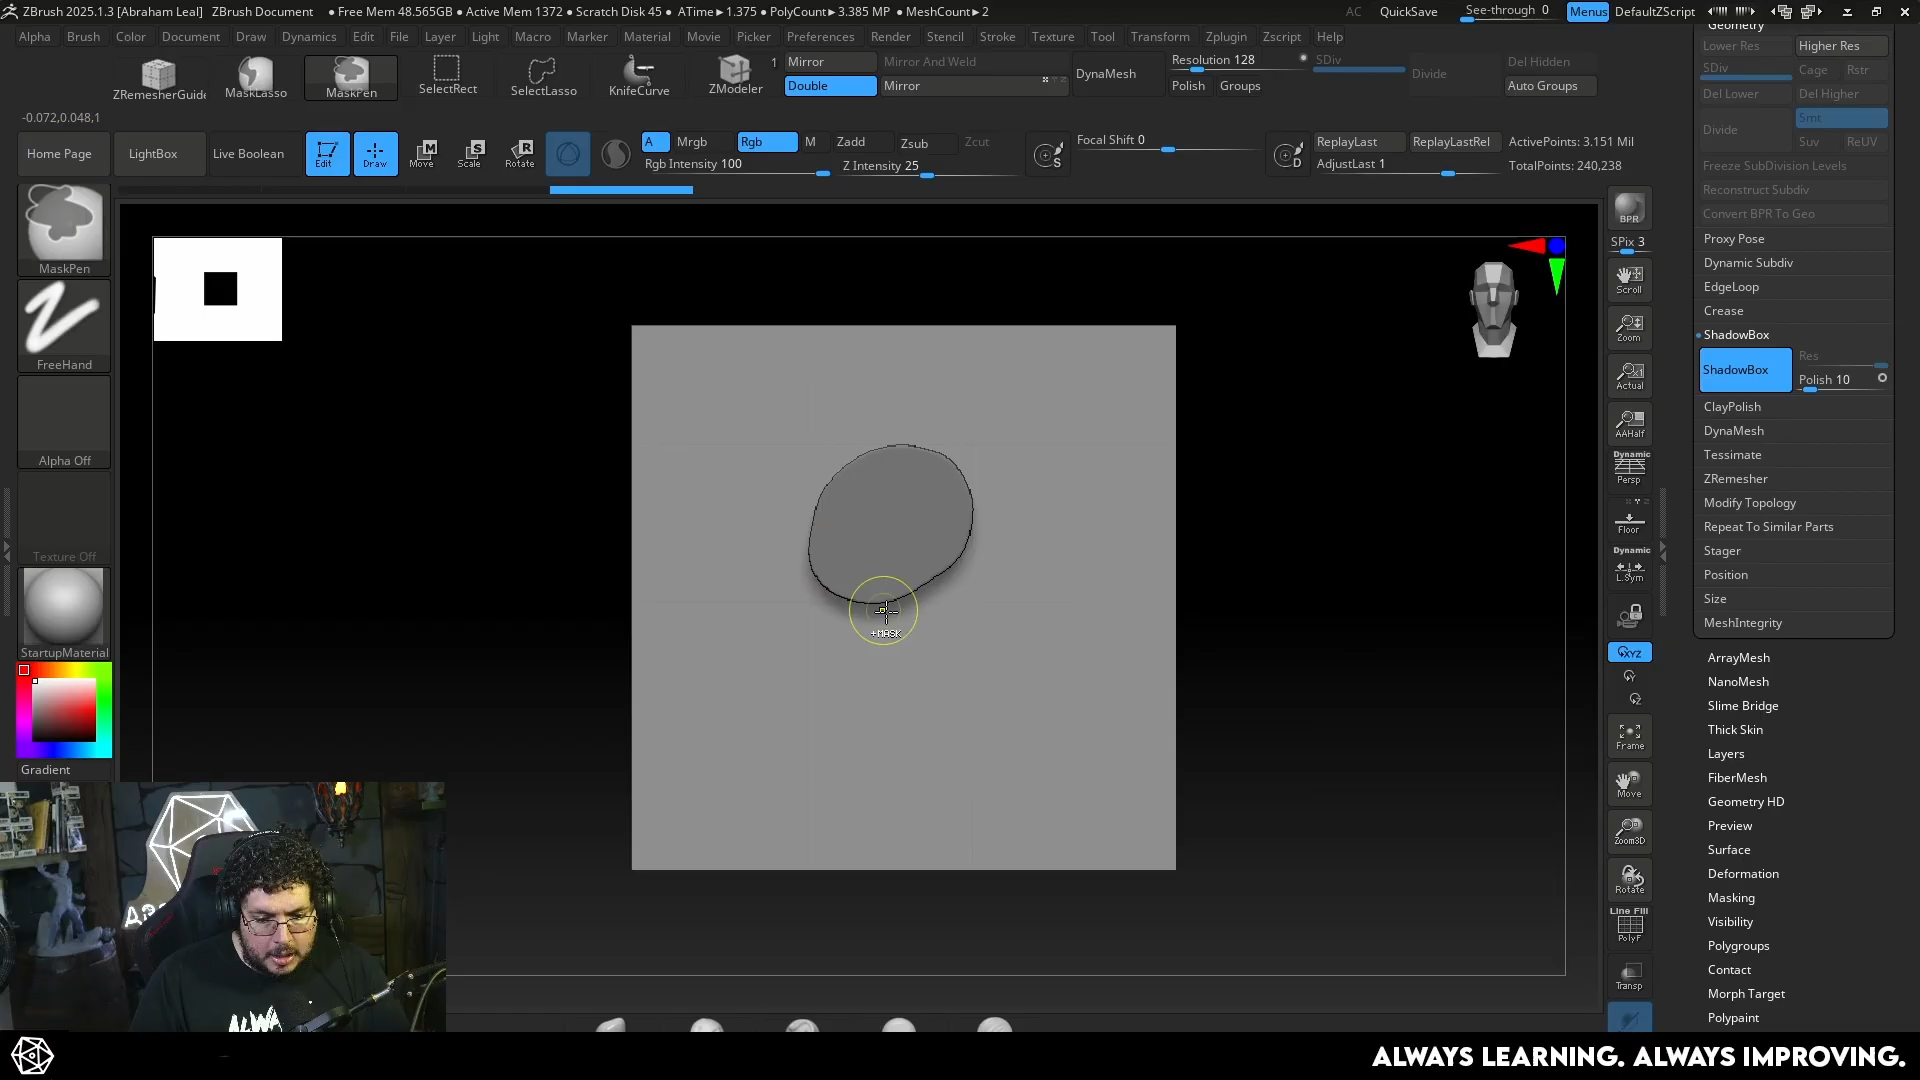 ZBrush 2025.1.3 [Abraham Leal] ZBrush Document ● Free Mem 48.565GB ● Active Mem 1372 ● Scratch Disk 45 ● ATime►1.375 ● PolyCount►3.385 MP ● MeshCount►2 AC QuickSave See-through 0 Menus DefaultZScript
Alpha Brush Color Document Draw Dynamics Edit File Layer Light Macro Marker Material Movie Picker Preferences Render Stencil Stroke Texture Tool Transform Zplugin Zscript Help
ZRemesherGuide MaskLasso MaskPen SelectRect SelectLasso KnifeCurve ZModeler 1
Mirror Mirror And Weld
Double Mirror
DynaMesh
Resolution 128 SDiv
Polish Groups
Divide
Del Hidden
Auto Groups
-0.072,0.048,1
Home Page LightBox Live Boolean Edit Draw Move Scale Rotate
A Mrgb Rgb M Zadd Zsub Zcut
Rgb Intensity 100 Z Intensity 25
S
Focal Shift 0
D
ReplayLast ReplayLastRel
AdjustLast 1
ActivePoints: 3.151 Mil
TotalPoints: 240,238
MaskPen
FreeHand
Alpha Off
Texture Off
StartupMaterial
Gradient
+MASK
BPR
SPix 3
Scroll
Zoom
Actual
AAHalf
Dynamic
Persp
Floor
Dynamic
L.Sym
XYZ
Frame
Move
Zoom3D
Rotate
Line Fill
PolyF
Transp
Geometry
Lower Res Higher Res
SDiv Cage Rstr
Del Lower Del Higher
Divide Smt
Suv ReUV
Freeze SubDivision Levels
Reconstruct Subdiv
Convert BPR To Geo
Proxy Pose
Dynamic Subdiv
EdgeLoop
Crease
ShadowBox
ShadowBox Res
Polish 10
ClayPolish
DynaMesh
Tessimate
ZRemesher
Modify Topology
Repeat To Similar Parts
Stager
Position
Size
MeshIntegrity
ArrayMesh
NanoMesh
Slime Bridge
Thick Skin
Layers
FiberMesh
Geometry HD
Preview
Surface
Deformation
Masking
Visibility
Polygroups
Contact
Morph Target
Polypaint
ALWAYS LEARNING. ALWAYS IMPROVING.